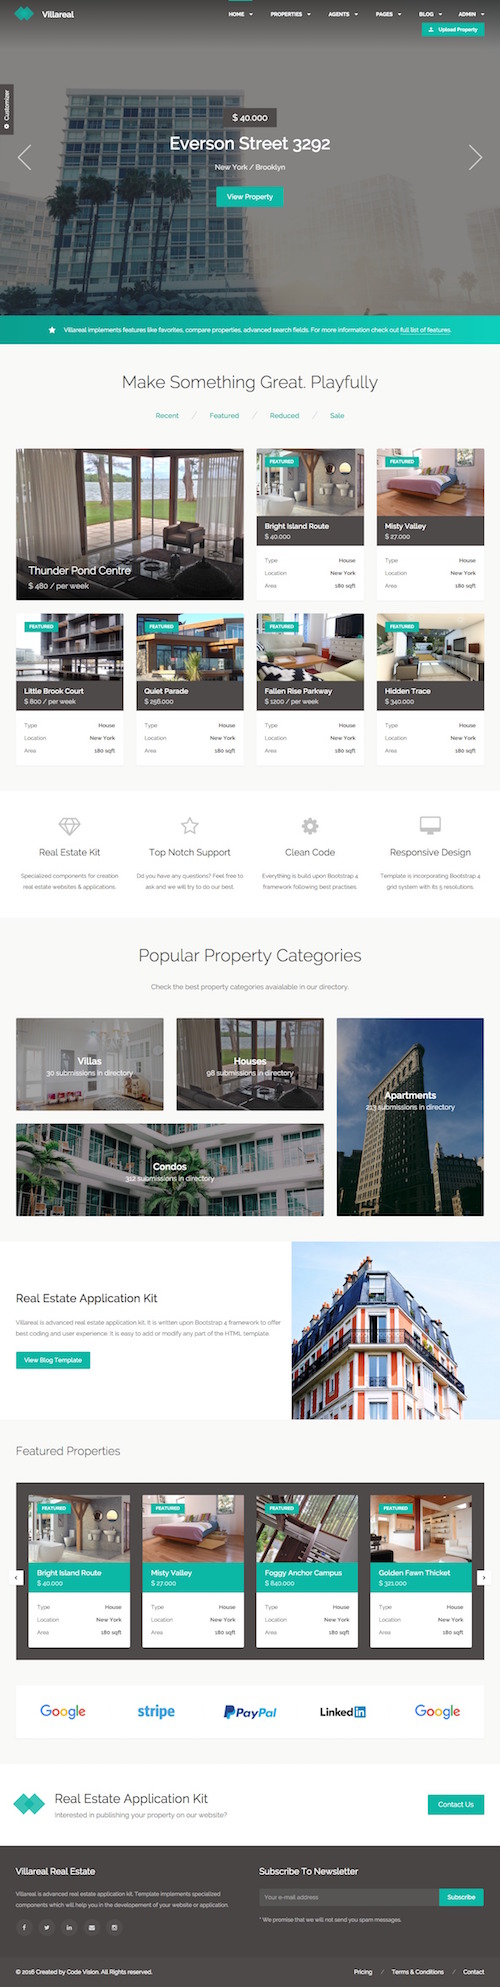 Villareal
HOME
PROPERTIES
AGENTS
PAGES
BLOG
ADMIN
Upload Property
Customizer
$ 40.000
Everson Street 3292
New York / Brooklyn
View Property
Villareal implements features like favorites, compare properties, advanced search fields. For more information check out full list of features.
Make Something Great. Playfully
Recent / Featured / Reduced / Sale
Thunder Pond Centre
$ 480 / per week
FEATURED
Bright Island Route
$ 40.000
Type House
Location New York
Area 180 sqft
FEATURED
Misty Valley
$ 27.000
Type House
Location New York
Area 180 sqft
FEATURED
Little Brook Court
$ 800 / per week
Type House
Location New York
Area 180 sqft
FEATURED
Quiet Parade
$ 256.000
Type House
Location New York
Area 180 sqft
FEATURED
Fallen Rise Parkway
$ 1200 / per week
Type House
Location New York
Area 180 sqft
FEATURED
Hidden Trace
$ 340.000
Type House
Location New York
Area 180 sqft
Real Estate Kit
Specialized components for creation
real estate websites & applications.
Top Notch Support
Do you have any questions? Feel free to
ask and we will try to do our best.
Clean Code
Everything is build upon Bootstrap 4
framework following best practises.
Responsive Design
Template is incorporating Bootstrap 4
grid system with its 5 resolutions.
Popular Property Categories
Check the best property categories avaialable in our directory.
Villas
30 submissions in directory
Houses
98 submissions in directory
Apartments
213 submissions in directory
Condos
312 submissions in directory
Real Estate Application Kit
Villareal is advanced real estate application kit. It is written upon Bootstrap 4 framework to offer
best coding and user experience. It is easy to add or modify any part of the HTML template.
View Blog Template
Featured Properties
FEATURED
Bright Island Route
$ 40.000
Type House
Location New York
Area 180 sqft
FEATURED
Misty Valley
$ 27.000
Type House
Location New York
Area 180 sqft
FEATURED
Foggy Anchor Campus
$ 840.000
Type House
Location New York
Area 180 sqft
FEATURED
Golden Fawn Thicket
$ 321.000
Type House
Location New York
Area 180 sqft
Google
stripe
PayPal
LinkedIn
Google
Real Estate Application Kit
Interested in publishing your property on our website?
Contact Us
Villareal Real Estate
Villareal is advanced real estate application kit. Template implements specialized
components which will help you in the developement of your website or application.
Subscribe To Newsletter
Your e-mail address
Subscribe
* We promise that we will not send you spam messages.
© 2016 Created by Code Vision. All Rights reserved.
Pricing / Terms & Conditions / Contact